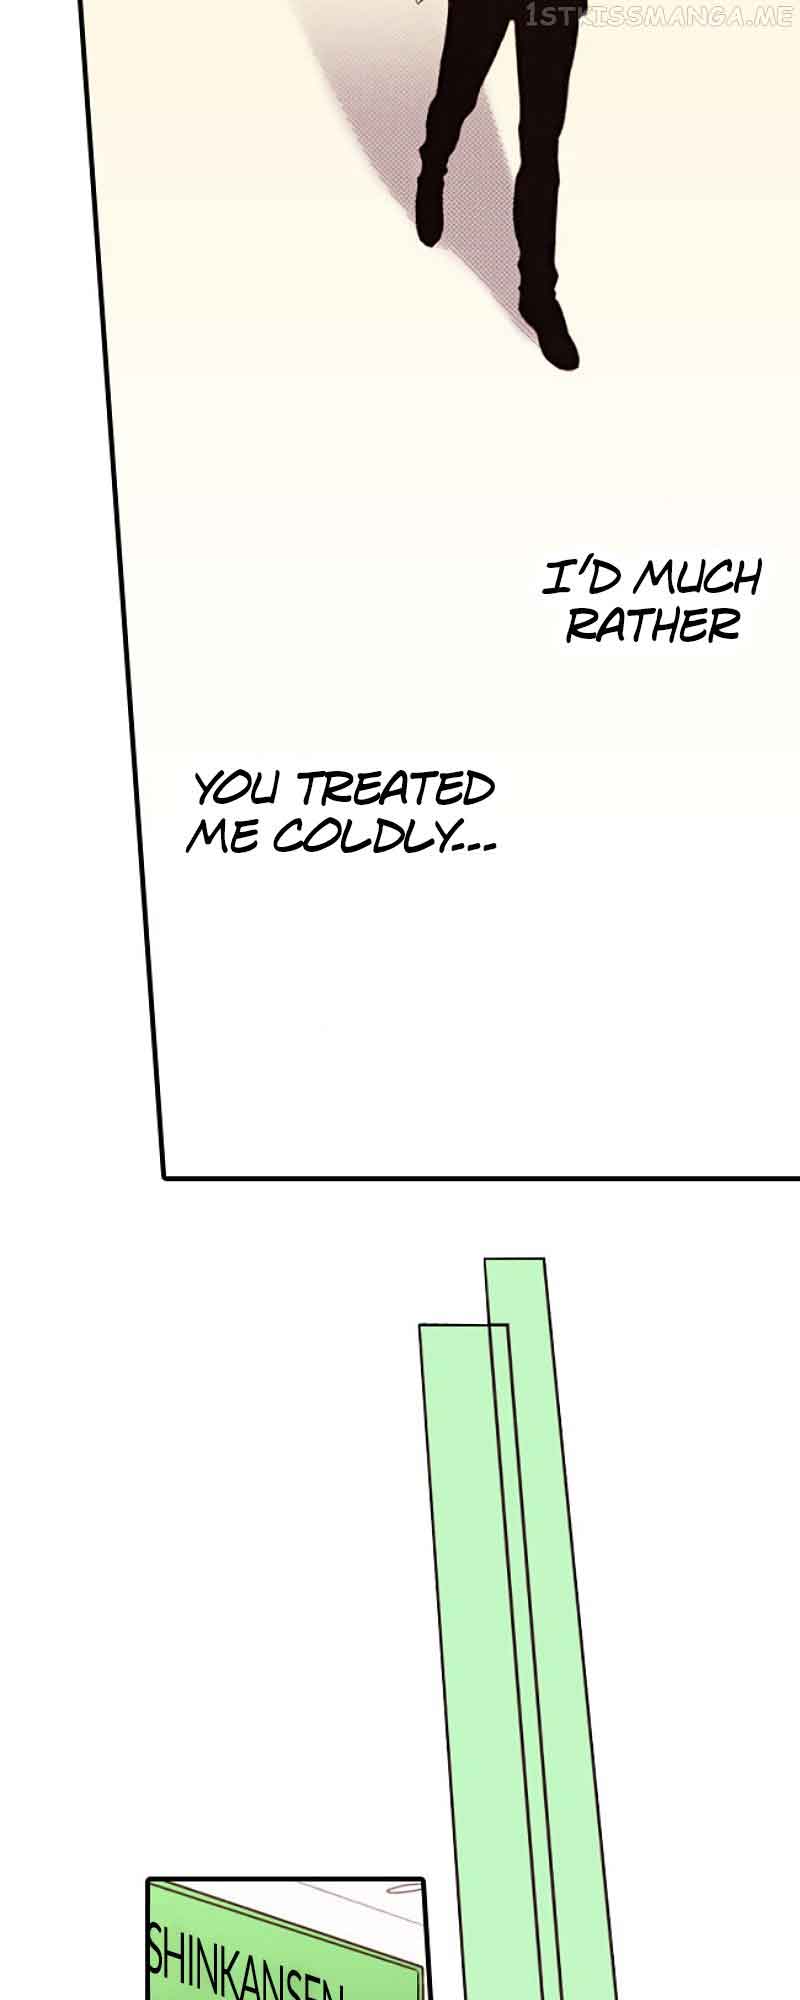 1STKISSMANGA.ME
I'D MUCH
RATHER
YOU TREATED
ME COLDLY...
SHINKANSEN